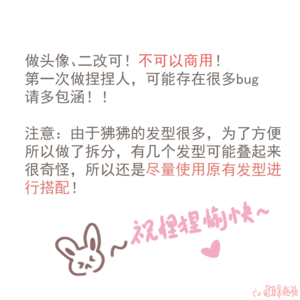 做头像､二改可！不可以商用！
第一次做捏捏人，可能存在很多bug
请多包涵！！
注意：由于狒狒的发型很多，为了方便
所以做了拆分，有几个发型可能叠起来
很奇怪，所以还是尽量使用原有发型进
行搭配！
祝捏捏愉快~